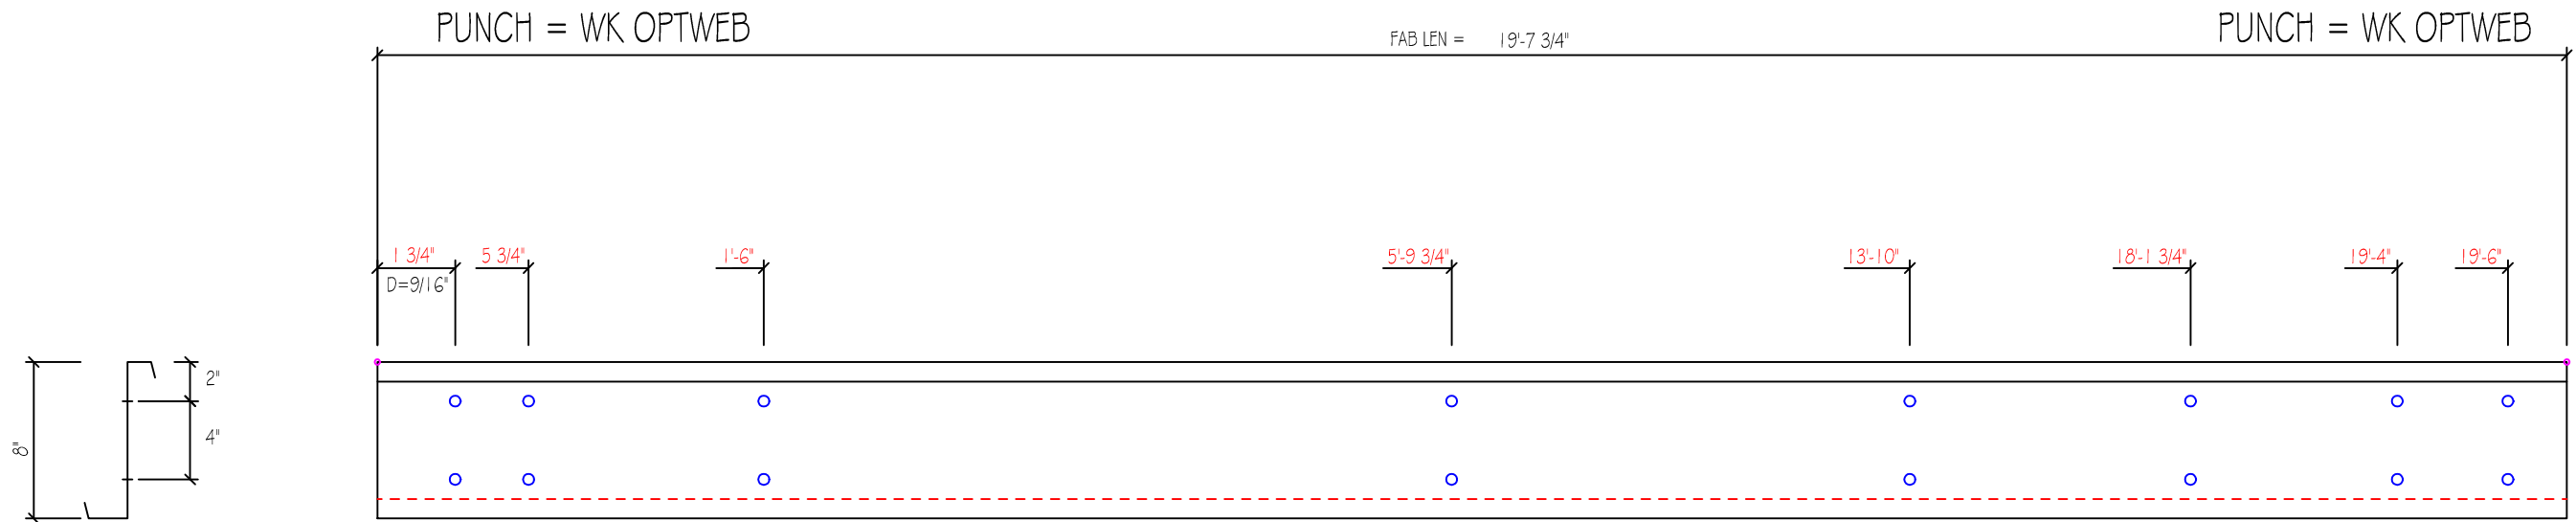 PUNCH = WK OPTWEB
PUNCH = WK OPTWEB
FAB LEN = 19'-7 3/4"
1 3/4"
5 3/4"
1'-6"
5'-9 3/4"
13'-10"
18'-1 3/4"
19'-4"
19'-6"
D=9/16"
2"
4"
8"